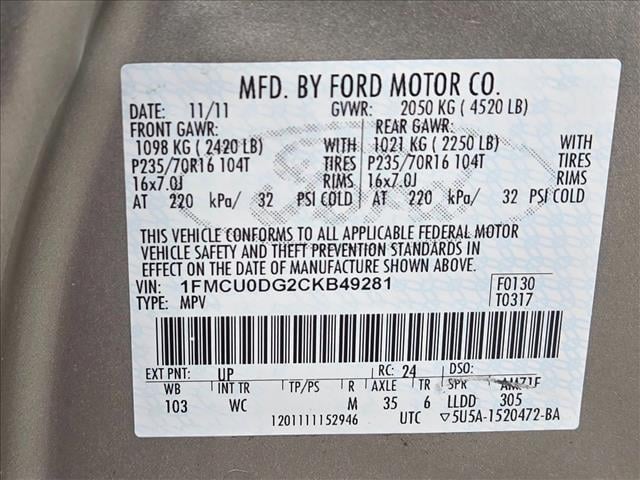 MFD. BY FORD MOTOR CO.
DATE: 11/11 GVWR: 2050 KG ( 4520 LB)
FRONT GAWR: REAR GAWR:
1098 KG ( 2420 LB) WITH 1021 KG ( 2250 LB) WITH
P235/70R16 104T TIRES P235/70R16 104T TIRES
16x7.0J RIMS 16x7.0J RIMS
AT 220 kPa/ 32 PSI COLD AT 220 kPa/ 32 PSI COLD
THIS VEHICLE CONFORMS TO ALL APPLICABLE FEDERAL MOTOR
VEHICLE SAFETY AND THEFT PREVENTION STANDARDS IN
EFFECT ON THE DATE OF MANUFACTURE SHOWN ABOVE.
VIN: 1FMCU0DG2CKB49281 F0130
TYPE: MPV T0317
EXT PNT: UP RC: 24 DSO:
WB INT TR TP/PS R AXLE TR SPR
103 WC M 35 6 LLDD 305
1201111152946 UTC ▽5U5A-1520472-BA